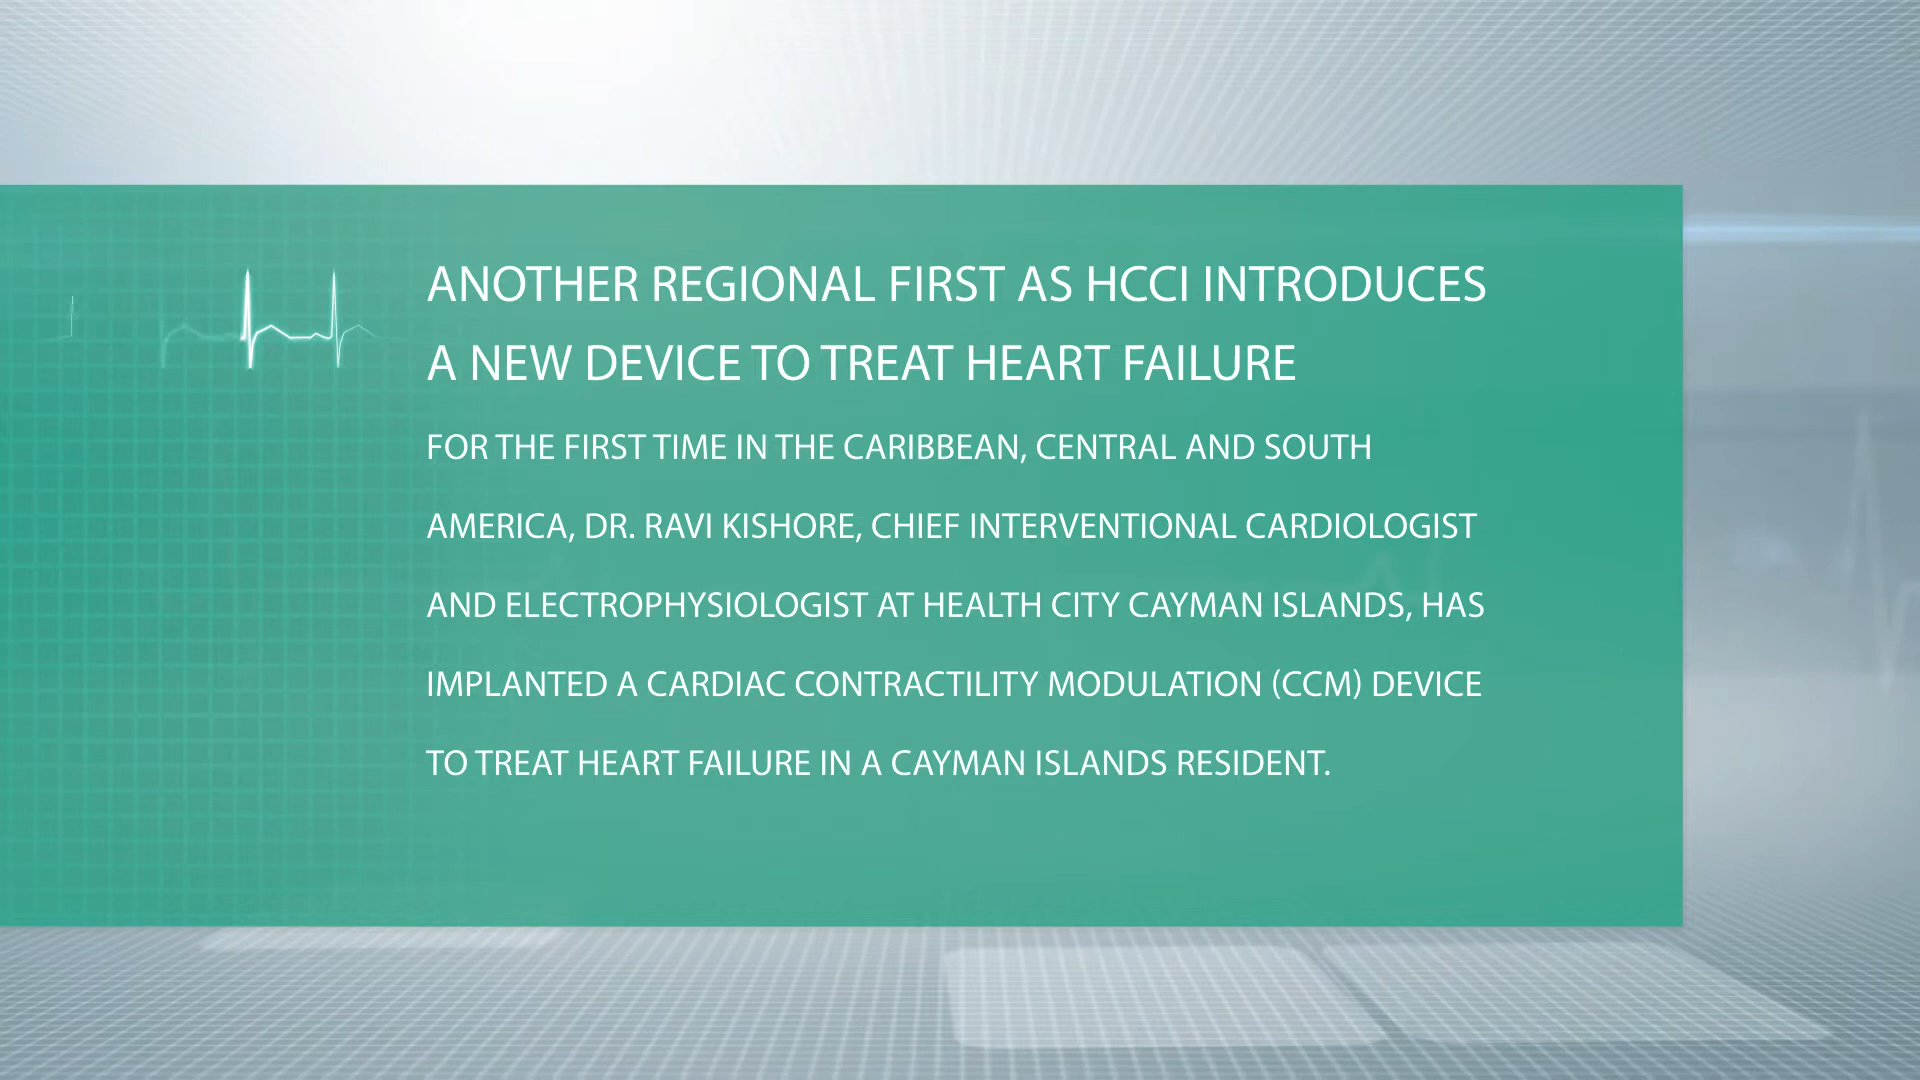 ANOTHER REGIONAL FIRST AS HCCI INTRODUCES
A NEW DEVICE TO TREAT HEART FAILURE
FOR THE FIRST TIME IN THE CARIBBEAN, CENTRAL AND SOUTH
AMERICA, DR. RAVI KISHORE, CHIEF INTERVENTIONAL CARDIOLOGIST
AND ELECTROPHYSIOLOGIST AT HEALTH CITY CAYMAN ISLANDS, HAS
IMPLANTED A CARDIAC CONTRACTILITY MODULATION (CCM) DEVICE
TO TREAT HEART FAILURE IN A CAYMAN ISLANDS RESIDENT.